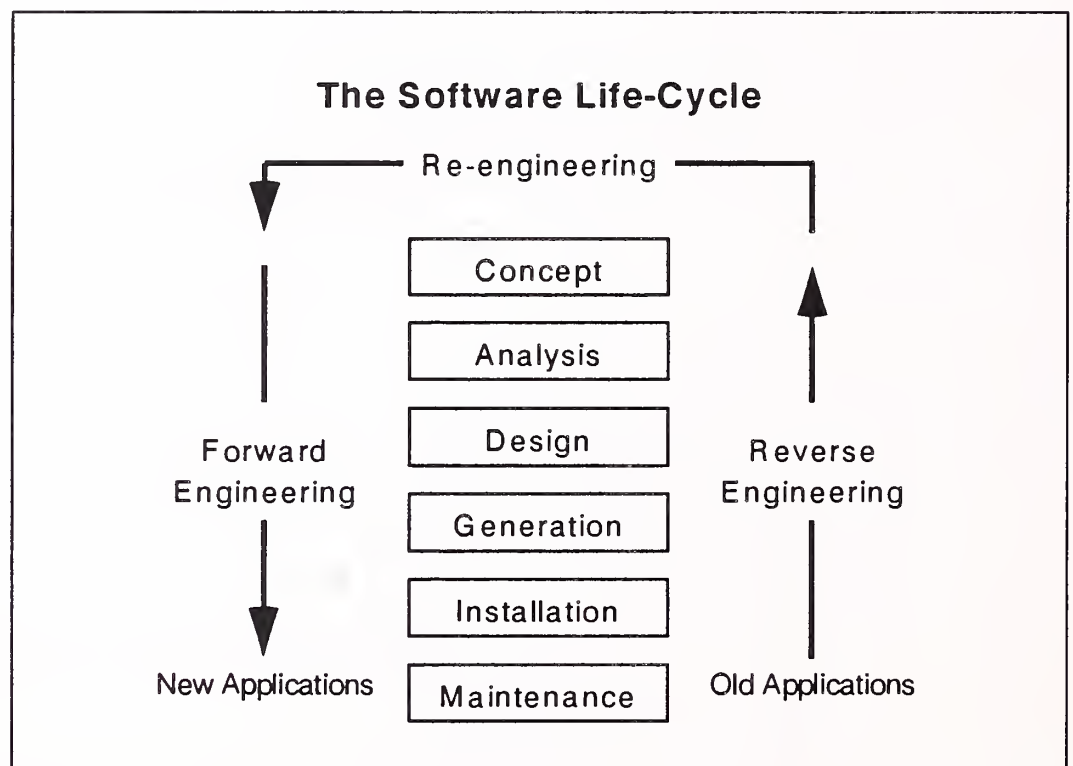 The Software Life-Cycle
Re-engineering
Concept
Analysis
Design
Generation
Installation
Maintenance
Forward
Engineering
New Applications
Reverse
Engineering
Old Applications